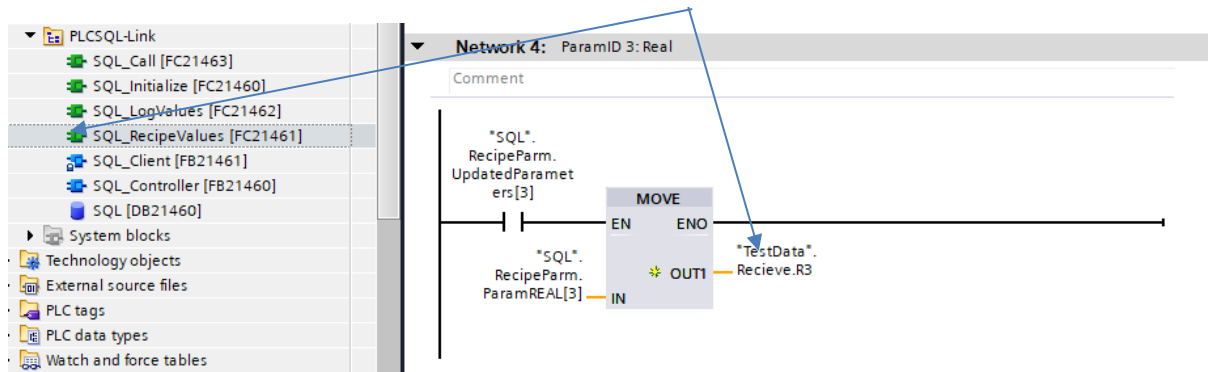 PLCSQL-Link
SQL_Call [FC21463]
SQL_Initialize [FC21460]
SQL_LogValues [FC21462]
SQL_RecipeValues [FC21461]
SQL_Client [FB21461]
SQL_Controller [FB21460]
SQL [DB21460]
System blocks
Technology objects
External source files
PLC tags
PLC data types
Watch and force tables
Network 4: ParamID 3: Real
Comment
"SQL".
RecipeParm.
UpdatedParamet
ers[3]
MOVE
EN ENO
"SQL".
RecipeParm.
ParamREAL[3]
IN
OUT1
"TestData".
Recieve.R3